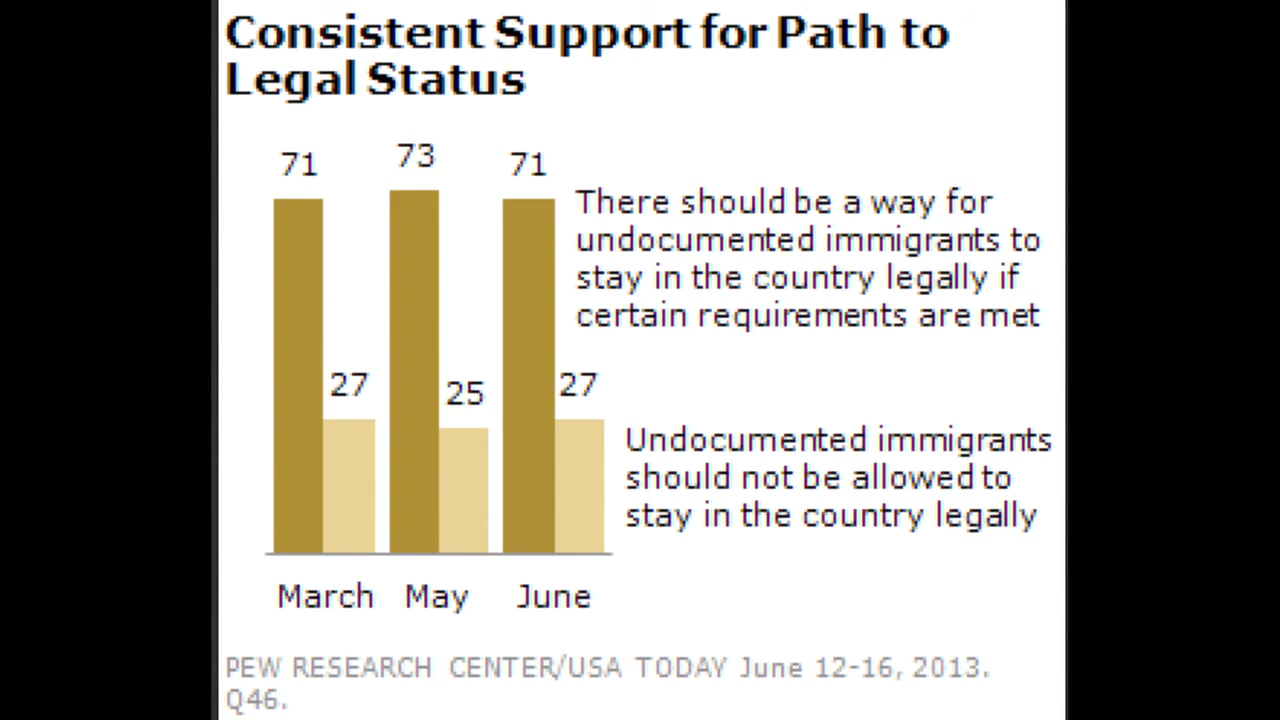 Consistent Support for Path to
Legal Status
71
73
71
There should be a way for
undocumented immigrants to
stay in the country legally if
certain requirements are met
27
25
27
Undocumented immigrants
should not be allowed to
stay in the country legally
March May June
PEW RESEARCH CENTER/USA TODAY June 12-16, 2013.
Q46.